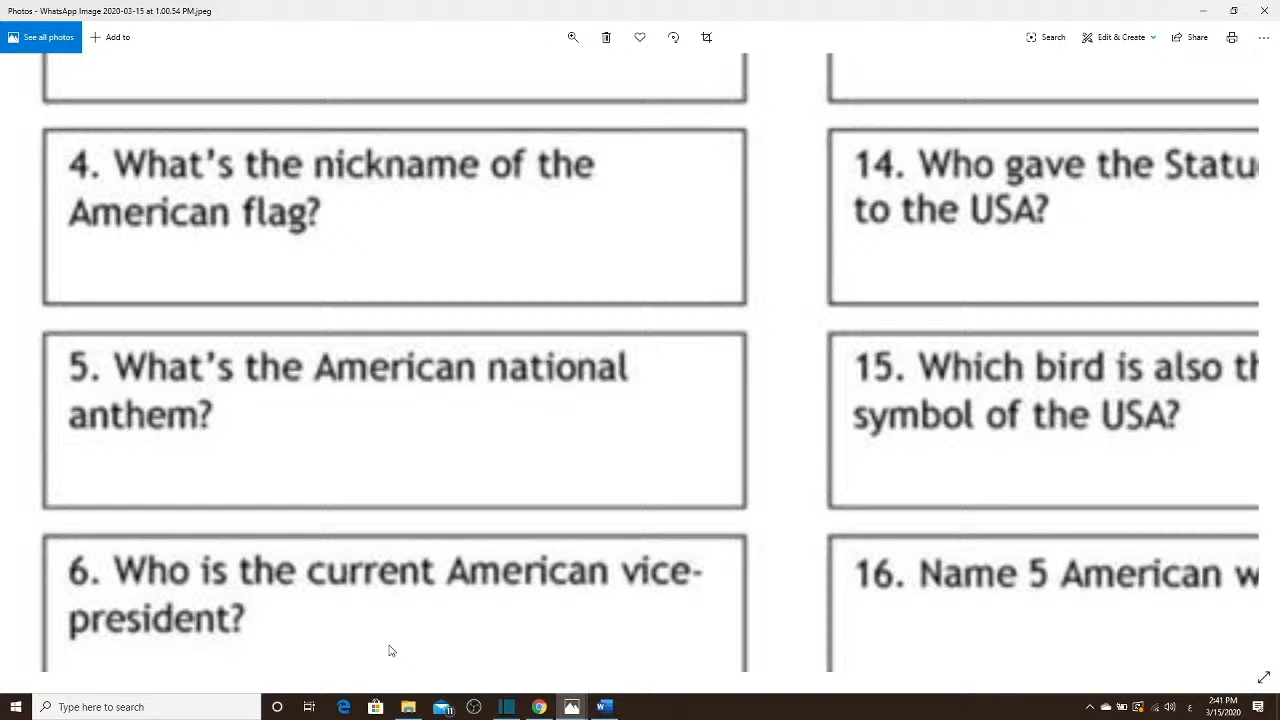 Photos - WhatsApp Image 2020-03-15 at 1.00.54 PM.jpeg
See all photos
Add to
Search
Edit & Create
Share
4. What's the nickname of the
American flag?
5. What's the American national
anthem?
6. Who is the current American vice-
president?
14. Who gave the
to the USA?
15. Which bird is also
symbol of the USA?
16. Name 5 American
Type here to search
11
2:41 PM
3/15/2020